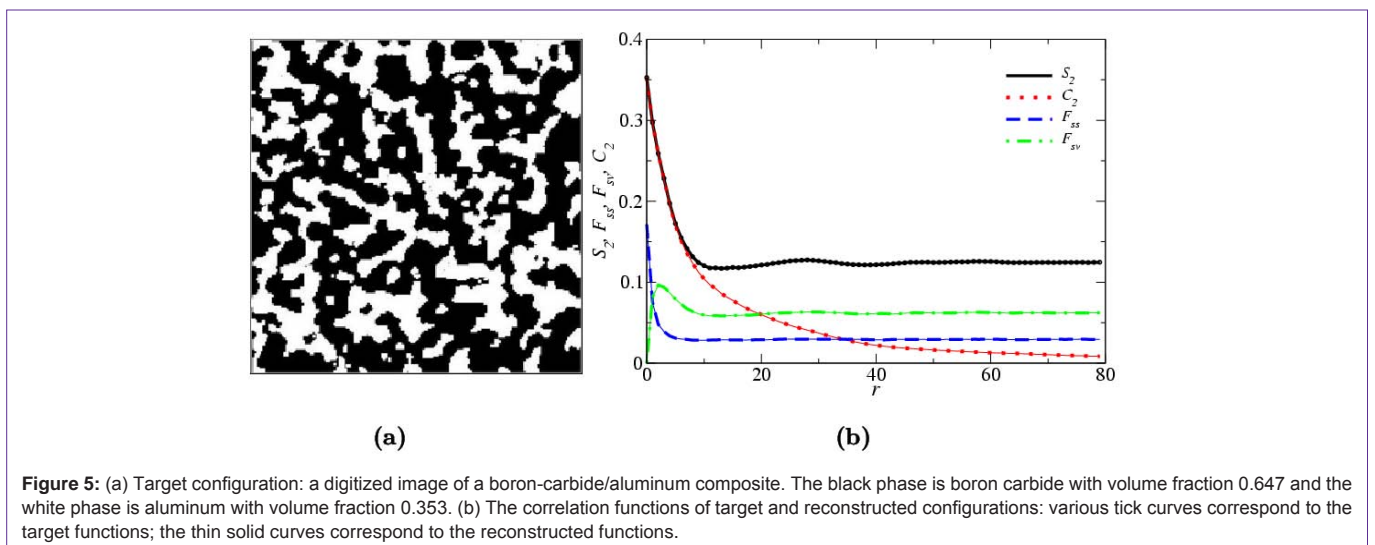 0.4
0.3
0.2
0.1
0
S2, Fss, Fsv, C2
S2
C2
Fss
Fsv
0 20 40 60 80
r
(a) (b)
Figure 5: (a) Target configuration: a digitized image of a boron-carbide/aluminum composite. The black phase is boron carbide with volume fraction 0.647 and the
white phase is aluminum with volume fraction 0.353. (b) The correlation functions of target and reconstructed configurations: various tick curves correspond to the
target functions; the thin solid curves correspond to the reconstructed functions.